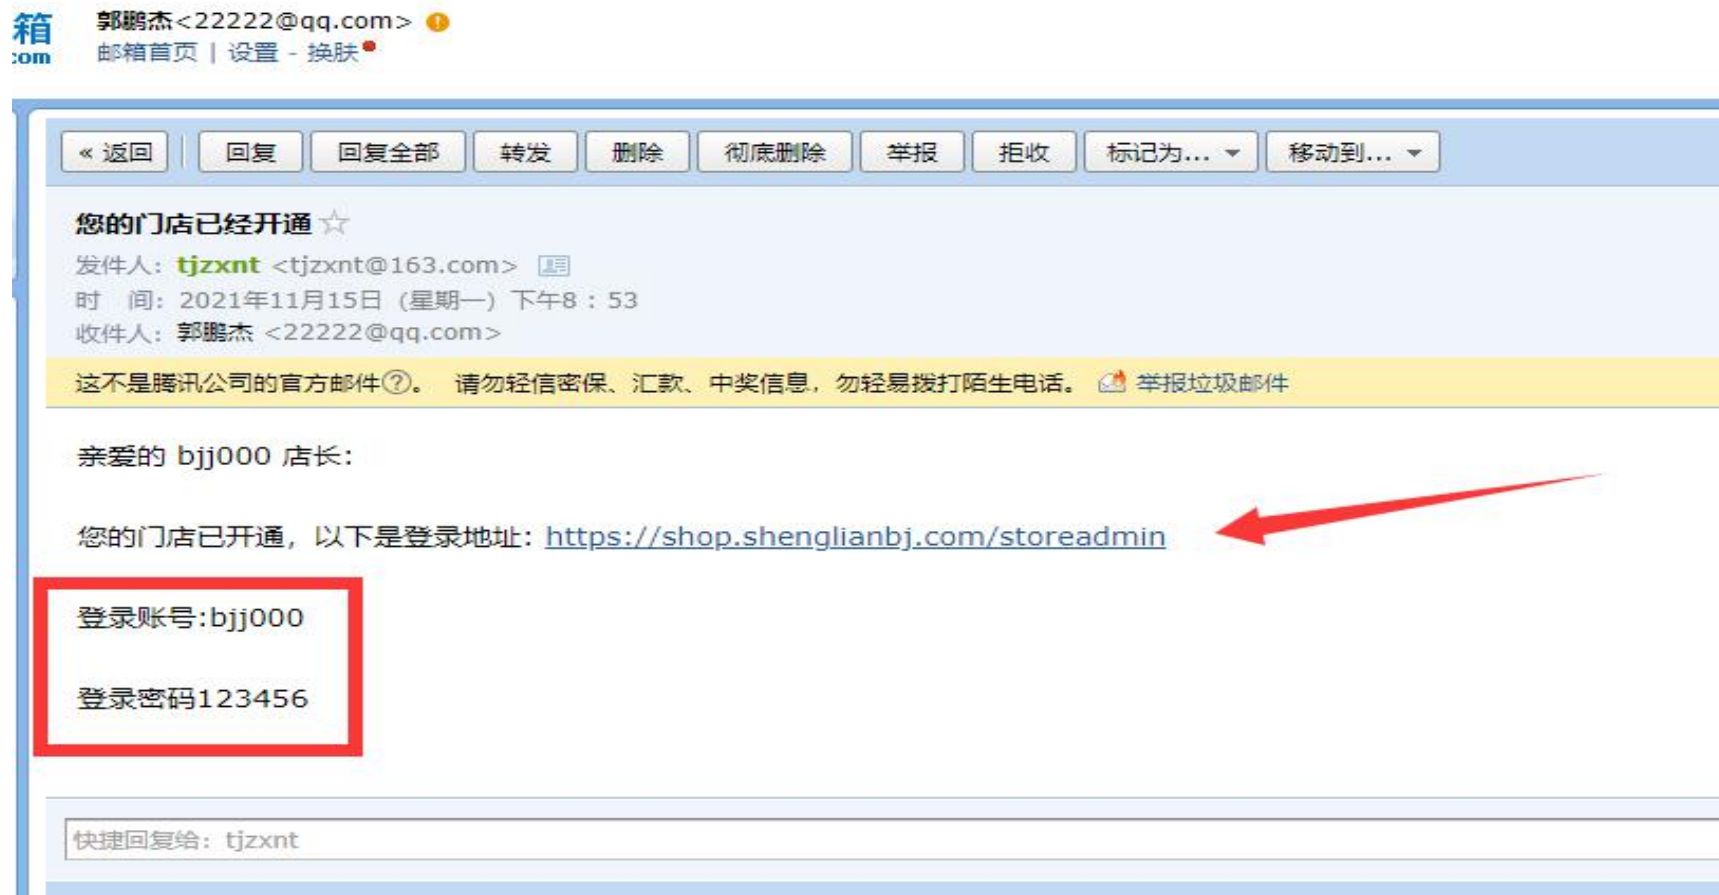 箱 郭鹏杰<22222@qq.com>
com 邮箱首页 | 设置 - 换肤
« 返回 回复 回复全部 转发 删除 彻底删除 举报 拒收 标记为... 移动到...
您的门店已经开通
发件人: tjzxnt <tjzxnt@163.com>
时 间: 2021年11月15日 (星期一) 下午8 : 53
收件人: 郭鹏杰 <22222@qq.com>
这不是腾讯公司的官方邮件?。 请勿轻信密保、汇款、中奖信息,勿轻易拨打陌生电话。 举报垃圾邮件
亲爱的 bjj000 店长:
您的门店已开通, 以下是登录地址: https://shop.shenglianbj.com/storeadmin
登录账号:bjj000
登录密码123456
快捷回复给: tjzxnt